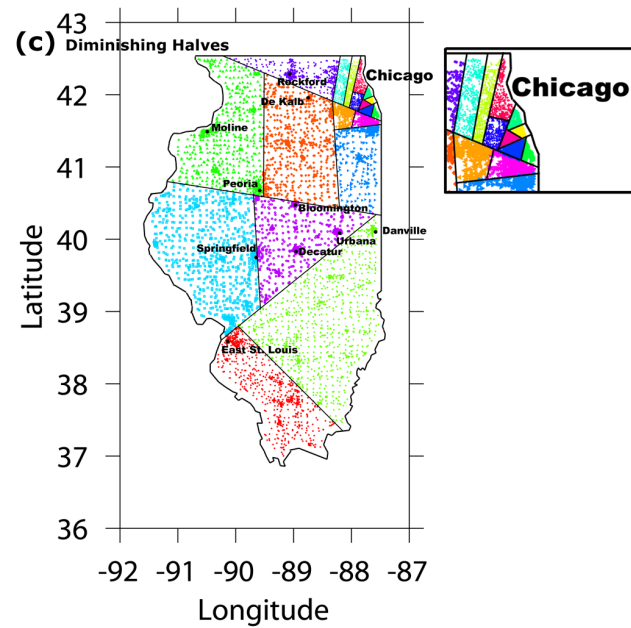 (c) Diminishing Halves
43
42
41
40
39
38
37
36
Latitude
-92 -91 -90 -89 -88 -87
Longitude
Rockford
Chicago
De Kalb
Moline
Peoria
Bloomington
Danville
Urbana
Springfield
Decatur
East St. Louis
Chicago